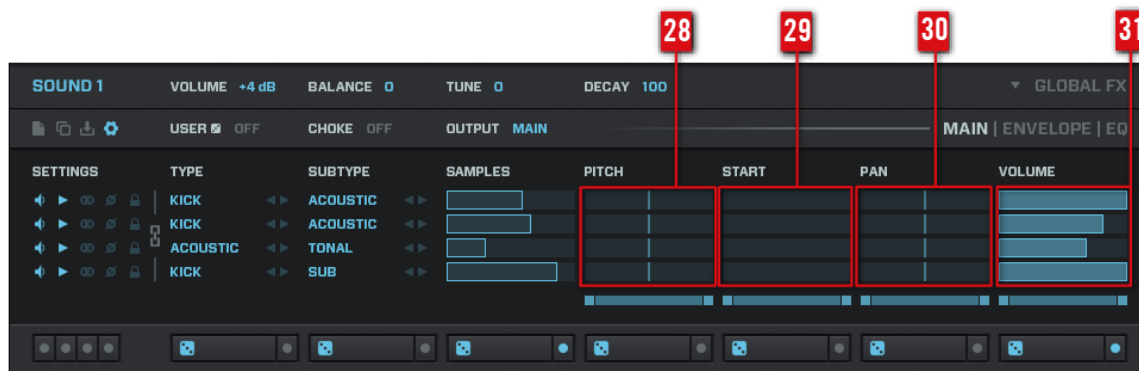 28 29 30 31
SOUND 1 VOLUME +4 dB BALANCE 0 TUNE 0 DECAY 100 GLOBAL FX
USER OFF CHOKE OFF OUTPUT MAIN MAIN | ENVELOPE | EQ
SETTINGS TYPE SUBTYPE SAMPLES PITCH START PAN VOLUME
KICK ACOUSTIC
KICK ACOUSTIC
ACOUSTIC TONAL
KICK SUB